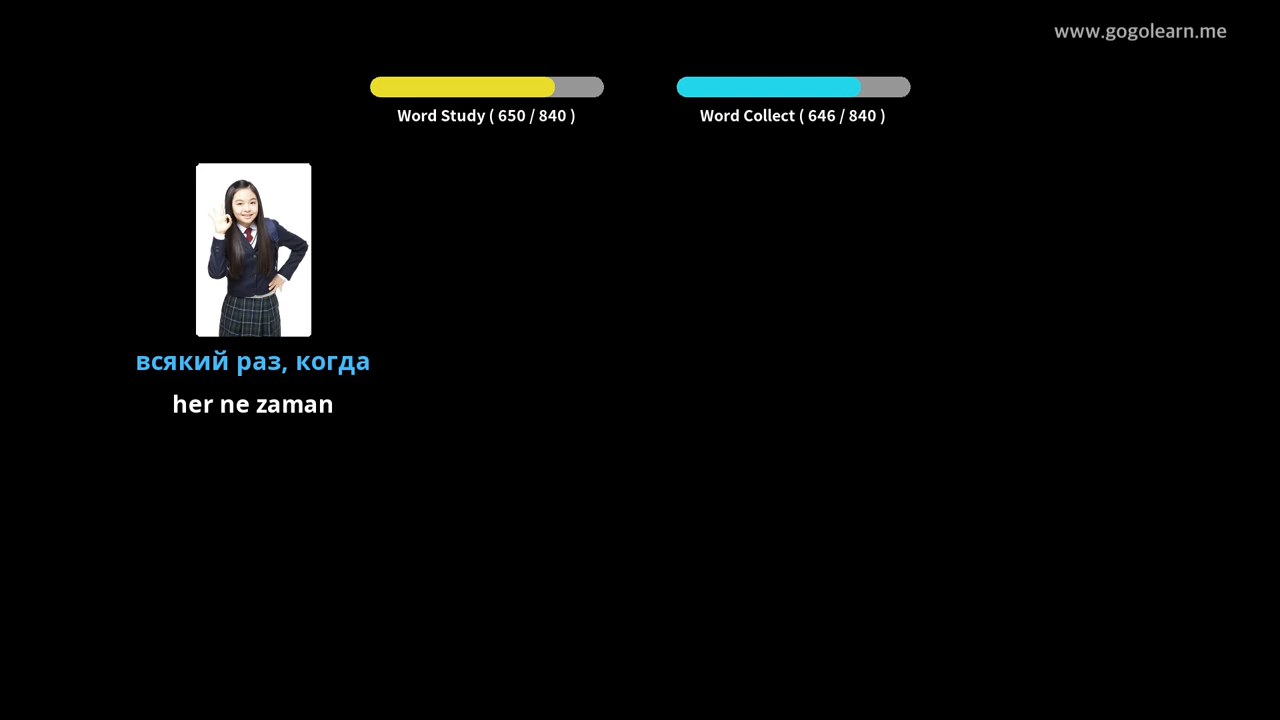 www.gogolearn.me
Word Study ( 650 / 840 )
Word Collect ( 646 / 840 )
всякий раз, когда
her ne zaman